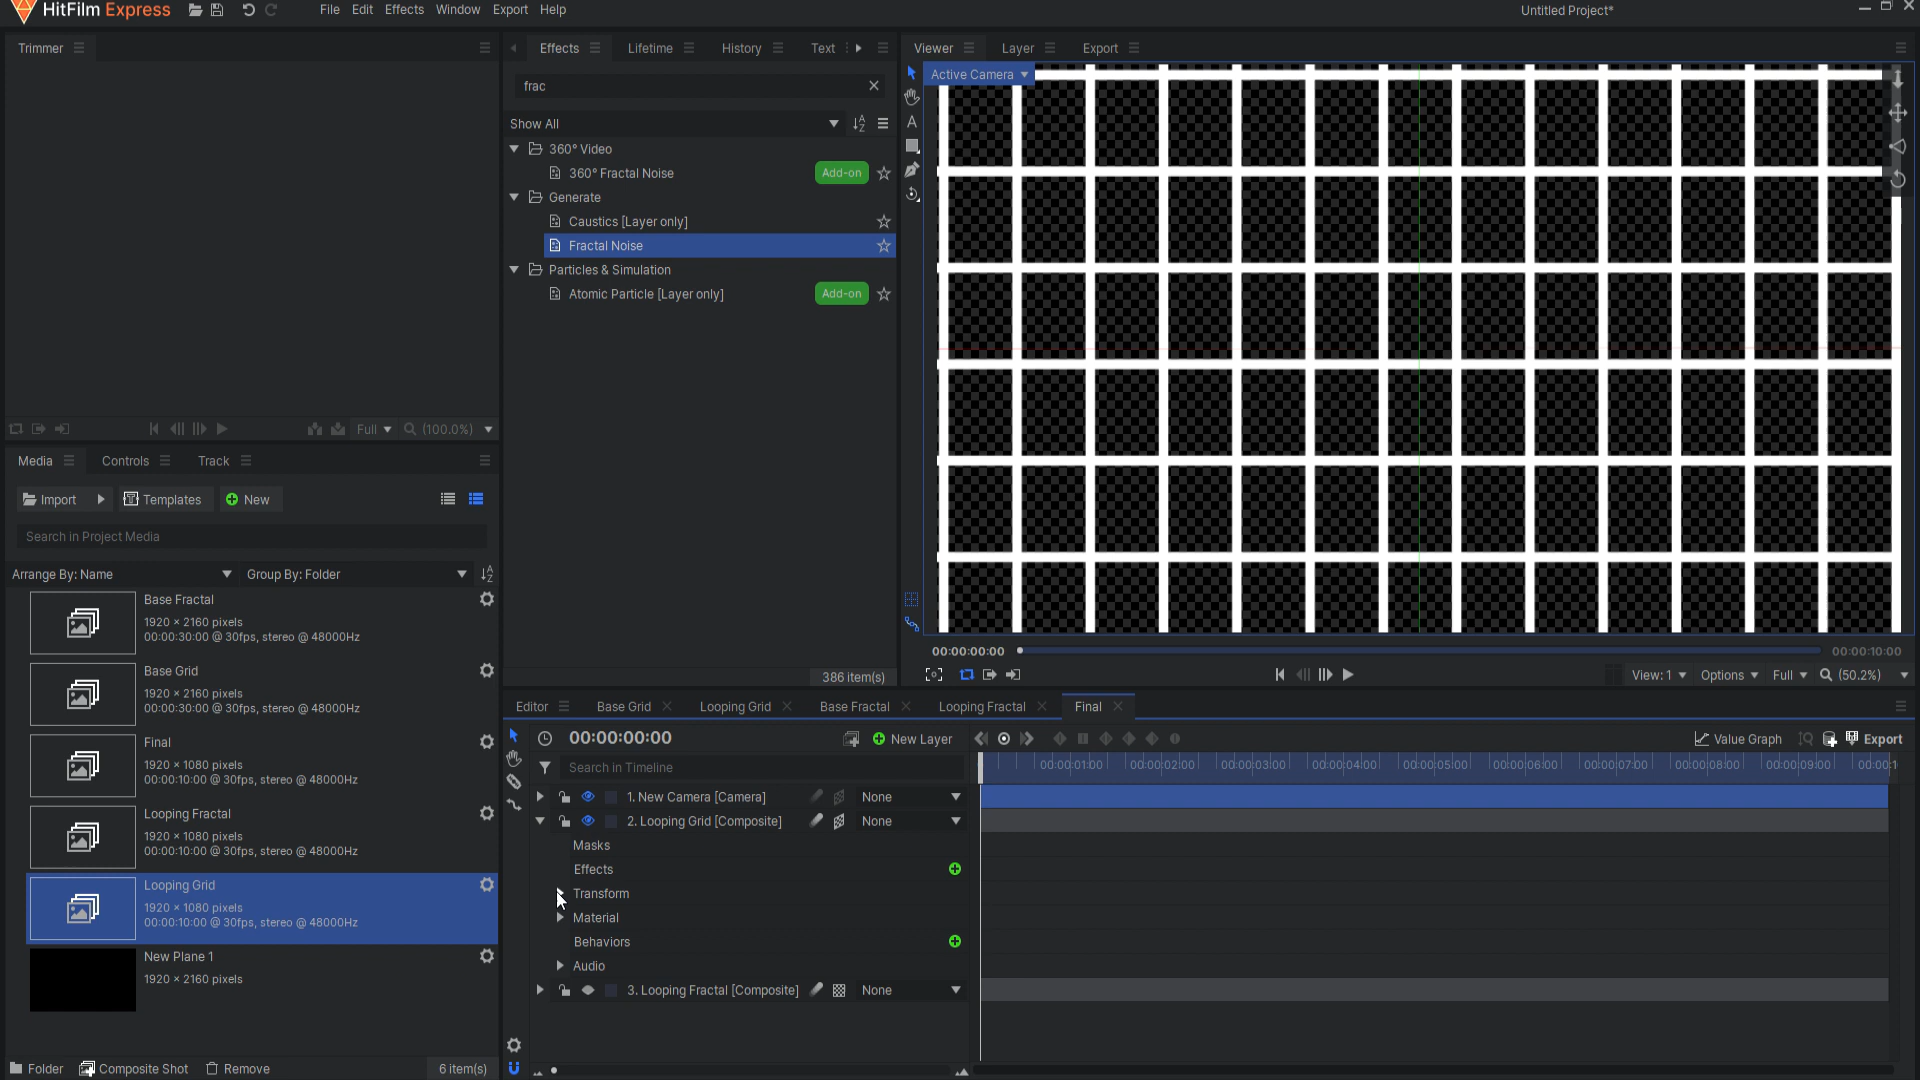 HitFilm Express
File Edit Effects Window Export Help
Untitled Project*
Trimmer
Effects Lifetime History Text
Viewer Layer Export
frac
Active Camera
Show All
360° Video
360° Fractal Noise Add-on
Generate
Caustics [Layer only]
Fractal Noise
Particles & Simulation
Atomic Particle [Layer only] Add-on
Full (100.0%)
Media Controls Track
Import Templates New
Search in Project Media
Arrange By: Name Group By: Folder
Base Fractal
1920 × 2160 pixels
00:00:30:00 @ 30fps, stereo @ 48000Hz
Base Grid
1920 × 2160 pixels
00:00:30:00 @ 30fps, stereo @ 48000Hz
Final
1920 × 1080 pixels
00:00:10:00 @ 30fps, stereo @ 48000Hz
Looping Fractal
1920 × 1080 pixels
00:00:10:00 @ 30fps, stereo @ 48000Hz
Looping Grid
1920 × 1080 pixels
00:00:10:00 @ 30fps, stereo @ 48000Hz
New Plane 1
1920 × 2160 pixels
Folder Composite Shot Remove 6 item(s)
386 item(s)
00:00:00:00 00:00:10:00
View: 1 Options Full (50.2%)
Editor Base Grid Looping Grid Base Fractal Looping Fractal Final
00:00:00:00 New Layer Value Graph Export
Search in Timeline
00:00:01:00 00:00:02:00 00:00:03:00 00:00:04:00 00:00:05:00 00:00:06:00 00:00:07:00 00:00:08:00 00:00:09:00 00:00:1
1. New Camera [Camera] None
2. Looping Grid [Composite] None
Masks
Effects
Transform
Material
Behaviors
Audio
3. Looping Fractal [Composite] None